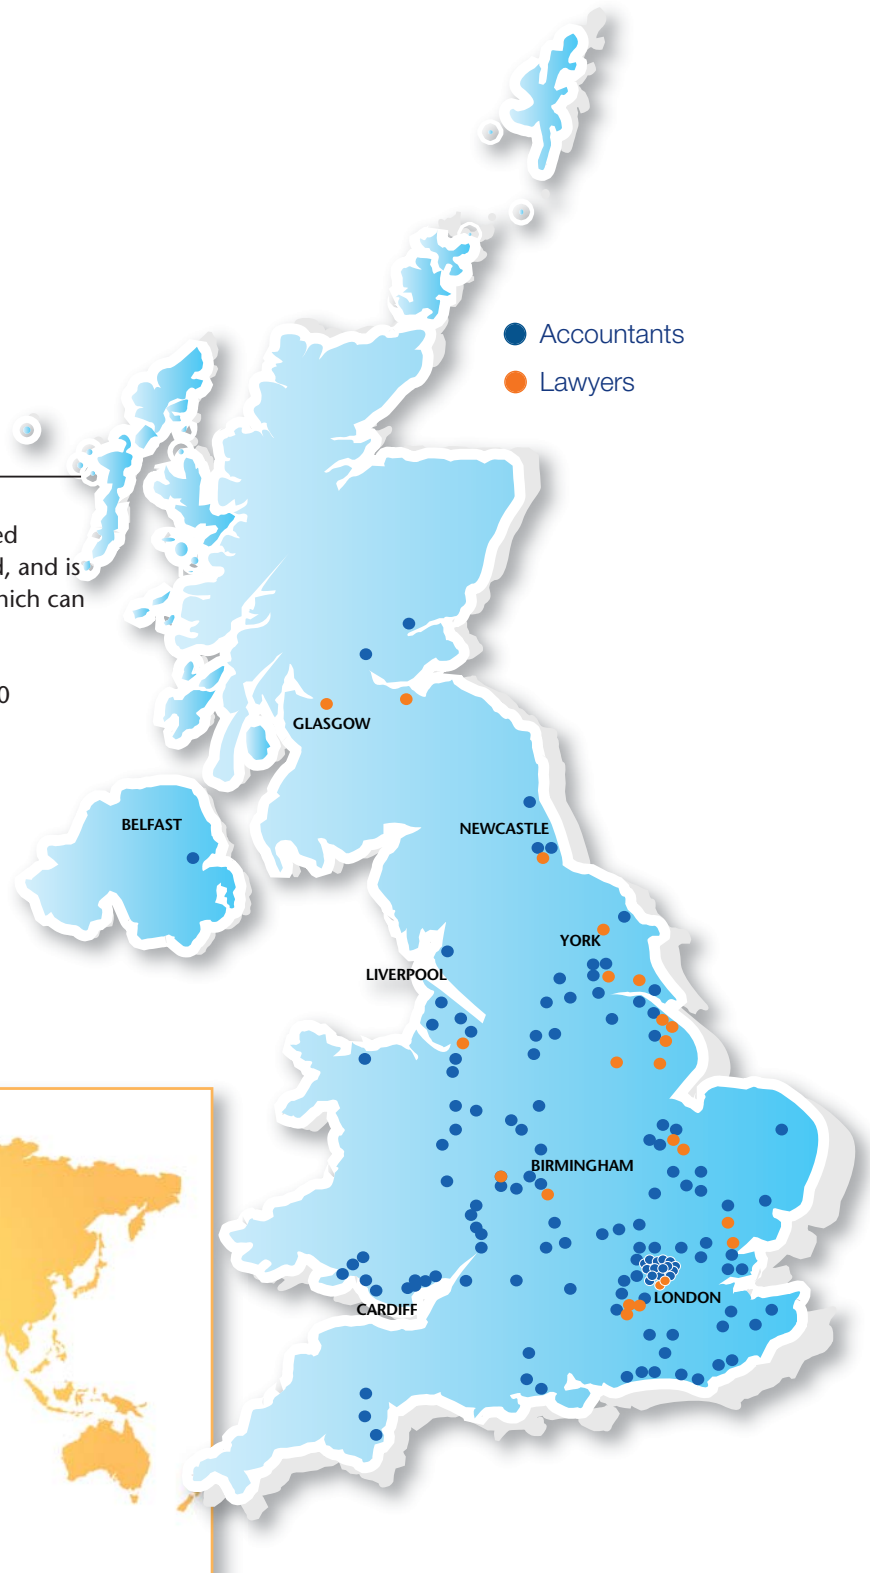 Accountants
Lawyers
ed
d, and is
hich can
0
GLASGOW
BELFAST
NEWCASTLE
YORK
LIVERPOOL
BIRMINGHAM
LONDON
CARDIFF